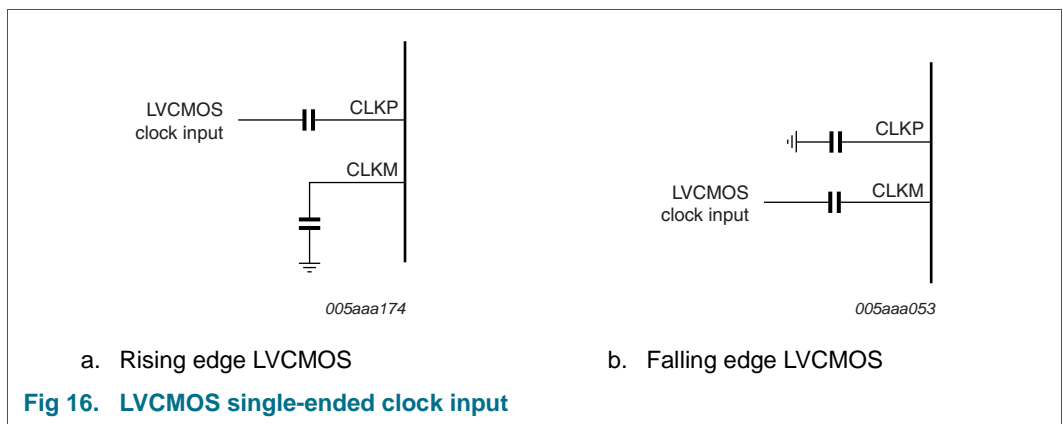 LVCMOS
clock input
CLKP
CLKM
005aaa174
a. Rising edge LVCMOS
CLKP
LVCMOS
clock input
CLKM
005aaa053
b. Falling edge LVCMOS
Fig 16. LVCMOS single-ended clock input